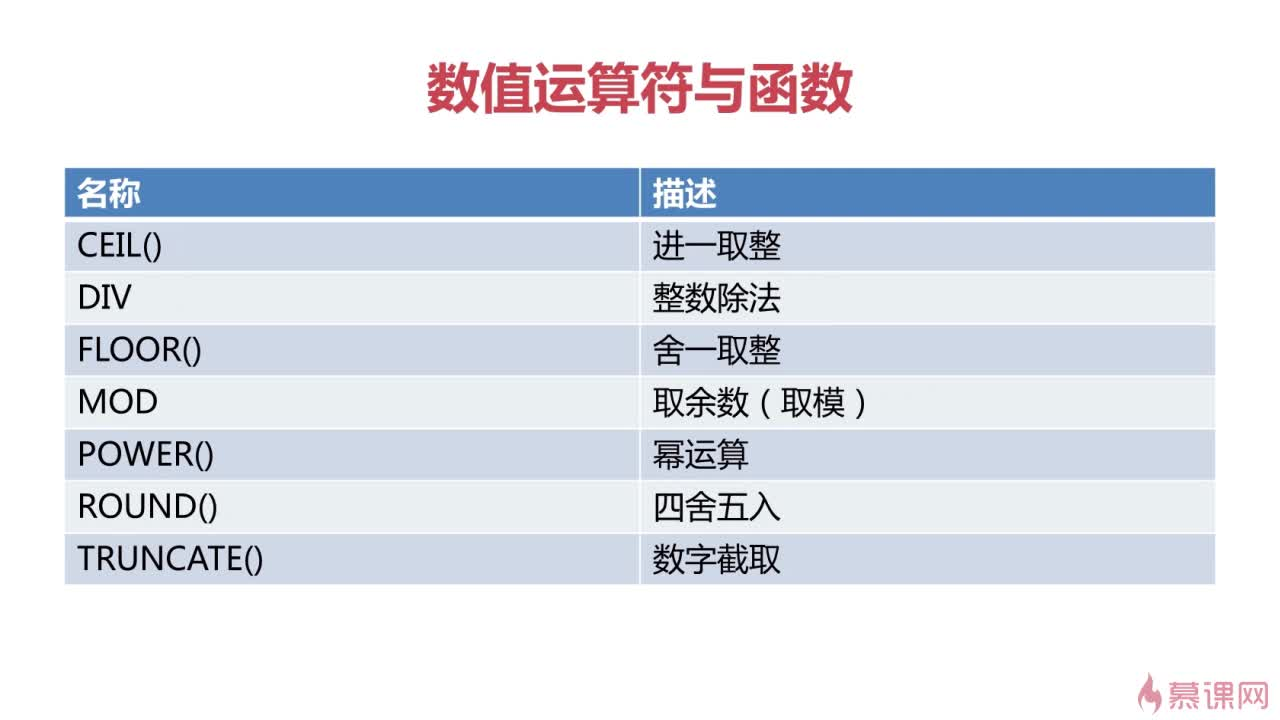 数值运算符与函数
名称 描述
CEIL() 进一取整
DIV 整数除法
FLOOR() 舍一取整
MOD 取余数（取模）
POWER() 幂运算
ROUND() 四舍五入
TRUNCATE() 数字截取
慕课网